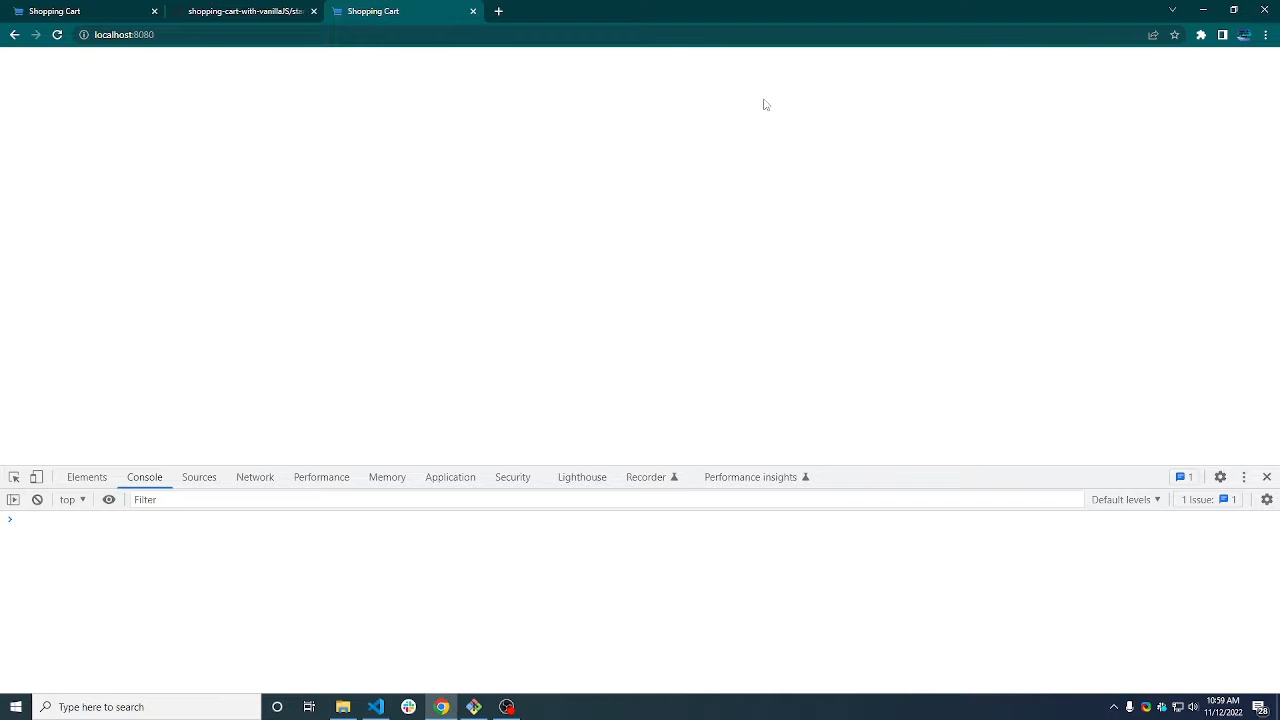 Shopping Cart
shopping-cart-with-vanillaJS/sta
Shopping Cart
localhost:8080
Elements
Console
Sources
Network
Performance
Memory
Application
Security
Lighthouse
Recorder
Performance insights
1
top
Filter
Default levels
1 Issue:
1
Type here to search
10:59 AM
11/12/2022